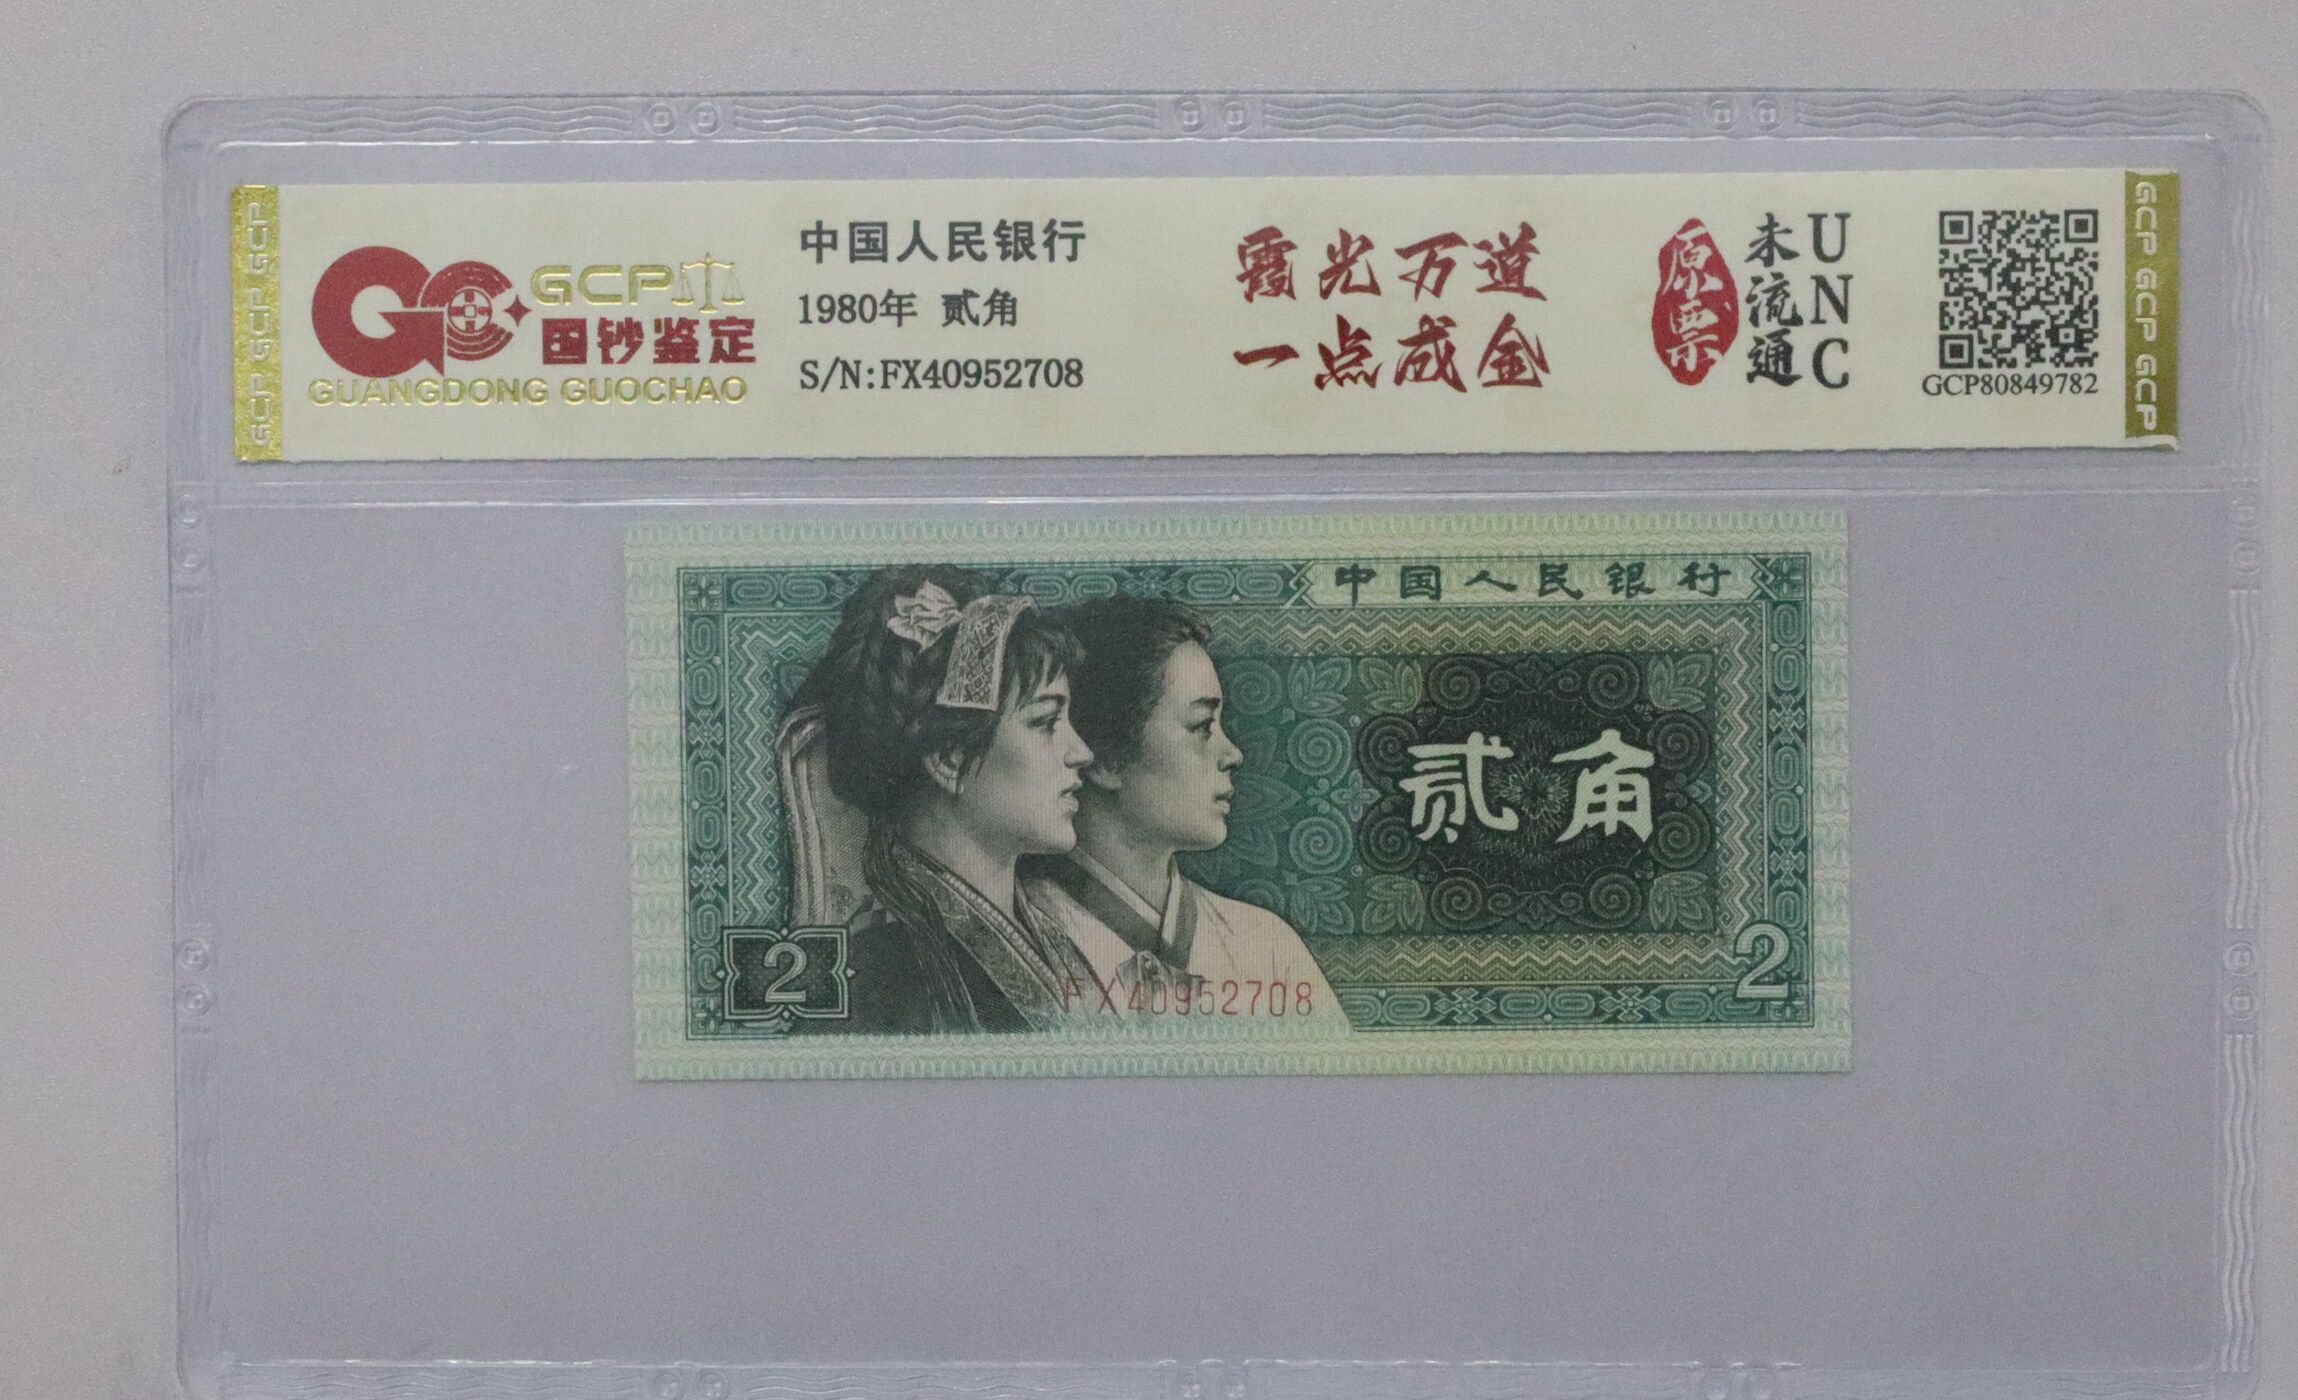 GCP GCP GCP
GCP
国钞鉴定
GUANGDONG GUOCHAO
中国人民银行
1980年 贰角
S/N:FX40952708
霞光万道
一点成金
原票
未流通
UNC
GCP80849782
GCP GCP GCP
中国人民银行
贰角
2
FX40952708
2